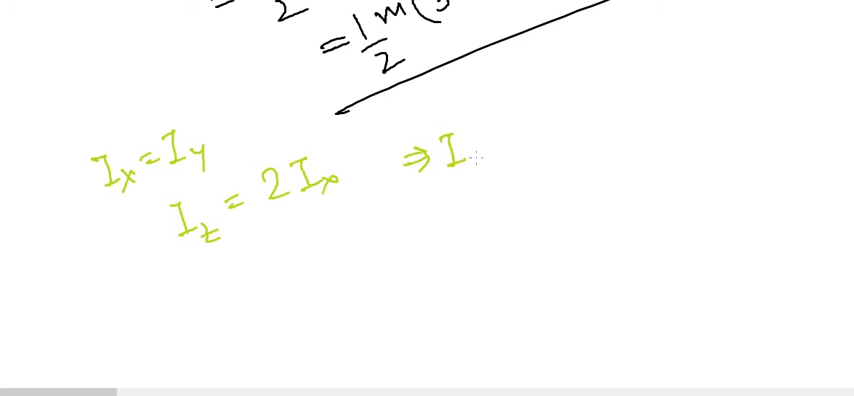 = 1/2 m(
I_x = I_y
I_z = 2I_x ⇒ I